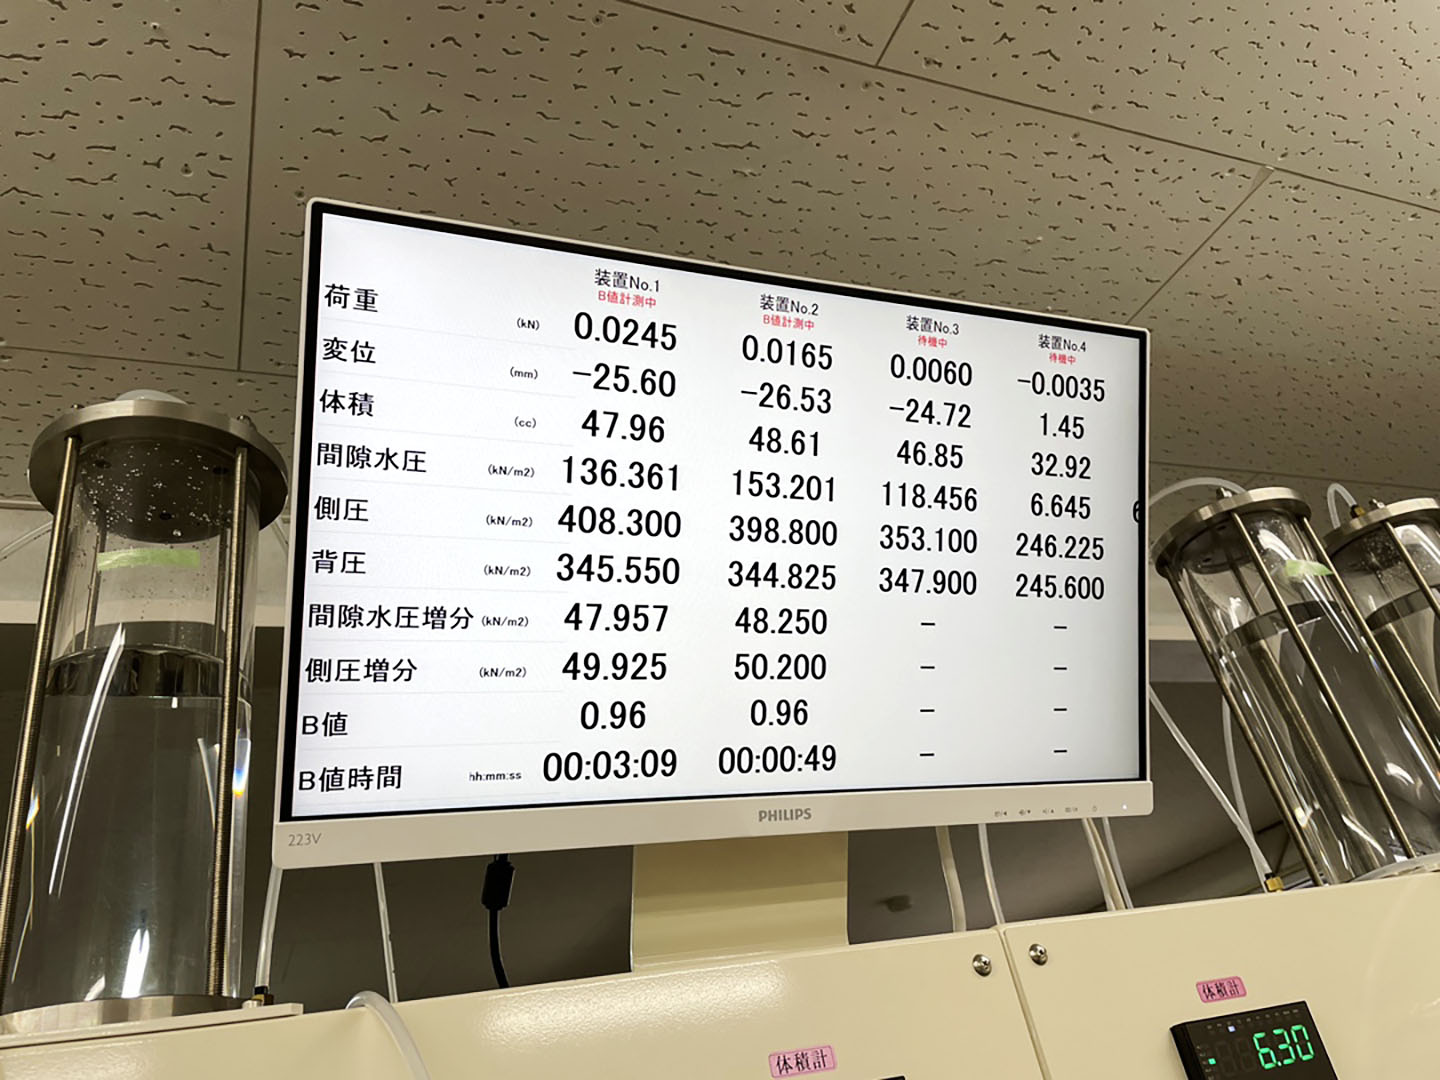 装置No.1 装置No.2 装置No.3 装置No.4
B値計測中 B値計測中 待機中 待機中
荷重 (kN) 0.0245 0.0165 0.0060 -0.0035
変位 (mm) -25.60 -26.53 -24.72 1.45
体積 (cc) 47.96 48.61 46.85 32.92
間隙水圧 (kN/m2) 136.361 153.201 118.456 6.645
側圧 (kN/m2) 408.300 398.800 353.100 246.225
背圧 (kN/m2) 345.550 344.825 347.900 245.600
間隙水圧増分 (kN/m2) 47.957 48.250 - -
側圧増分 (kN/m2) 49.925 50.200 - -
B値 0.96 0.96 - -
B値時間 hh:mm:ss 00:03:09 00:00:49 - -
223V
PHILIPS
体積計
6.30
体積計